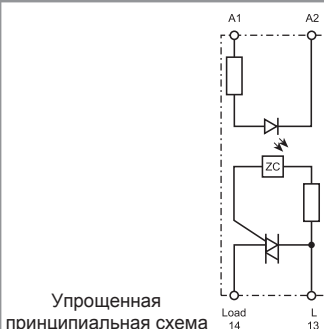 A1 A2
ZC
Упрощенная
принципиальная схема
Load L
14 13